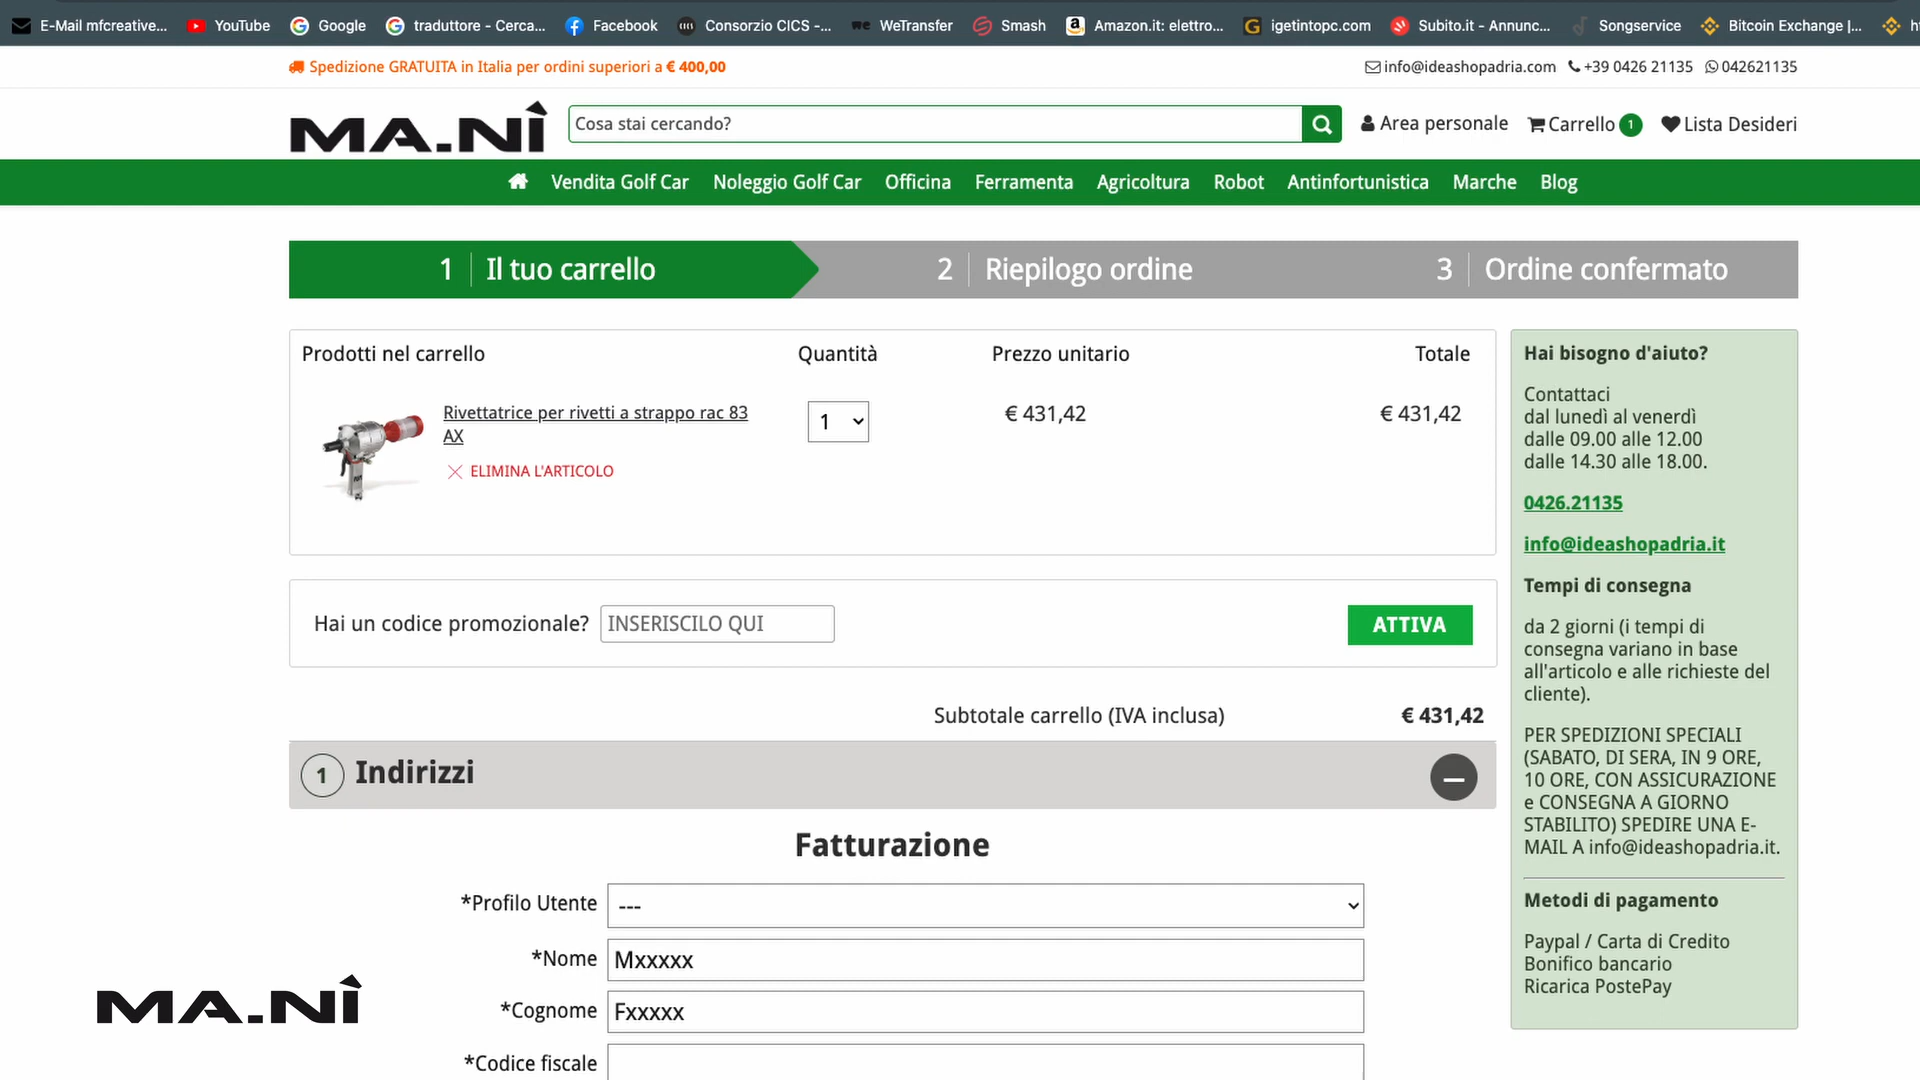 E-Mail mfcreative... YouTube Google traduttore - Cerca... Facebook Consorzio CICS -... WeTransfer Smash Amazon.it: elettro... igetintopc.com Subito.it - Annunc... Songservice Bitcoin Exchange |...
Spedizione GRATUITA in Italia per ordini superiori a € 400,00
info@ideashopadria.com +39 0426 21135 042621135
MA.NÌ
Cosa stai cercando?
Area personale Carrello 1 Lista Desideri
Vendita Golf Car Noleggio Golf Car Officina Ferramenta Agricoltura Robot Antinfortunistica Marche Blog
1 Il tuo carrello 2 Riepilogo ordine 3 Ordine confermato
Prodotti nel carrello Quantità Prezzo unitario Totale
Rivettatrice per rivetti a strappo rac 83
AX
1 € 431,42 € 431,42
ELIMINA L'ARTICOLO
Hai un codice promozionale? INSERISCILO QUI ATTIVA
Subtotale carrello (IVA inclusa) € 431,42
1 Indirizzi
Fatturazione
*Profilo Utente ---
*Nome Mxxxxx
*Cognome Fxxxxx
*Codice fiscale
Hai bisogno d'aiuto?
Contattaci
dal lunedì al venerdì
dalle 09.00 alle 12.00
dalle 14.30 alle 18.00.
0426.21135
info@ideashopadria.it
Tempi di consegna
da 2 giorni (i tempi di
consegna variano in base
all'articolo e alle richieste del
cliente).
PER SPEDIZIONI SPECIALI
(SABATO, DI SERA, IN 9 ORE,
10 ORE, CON ASSICURAZIONE
e CONSEGNA A GIORNO
STABILITO) SPEDIRE UNA E-
MAIL A info@ideashopadria.it.
Metodi di pagamento
Paypal / Carta di Credito
Bonifico bancario
Ricarica PostePay
MA.NÌ